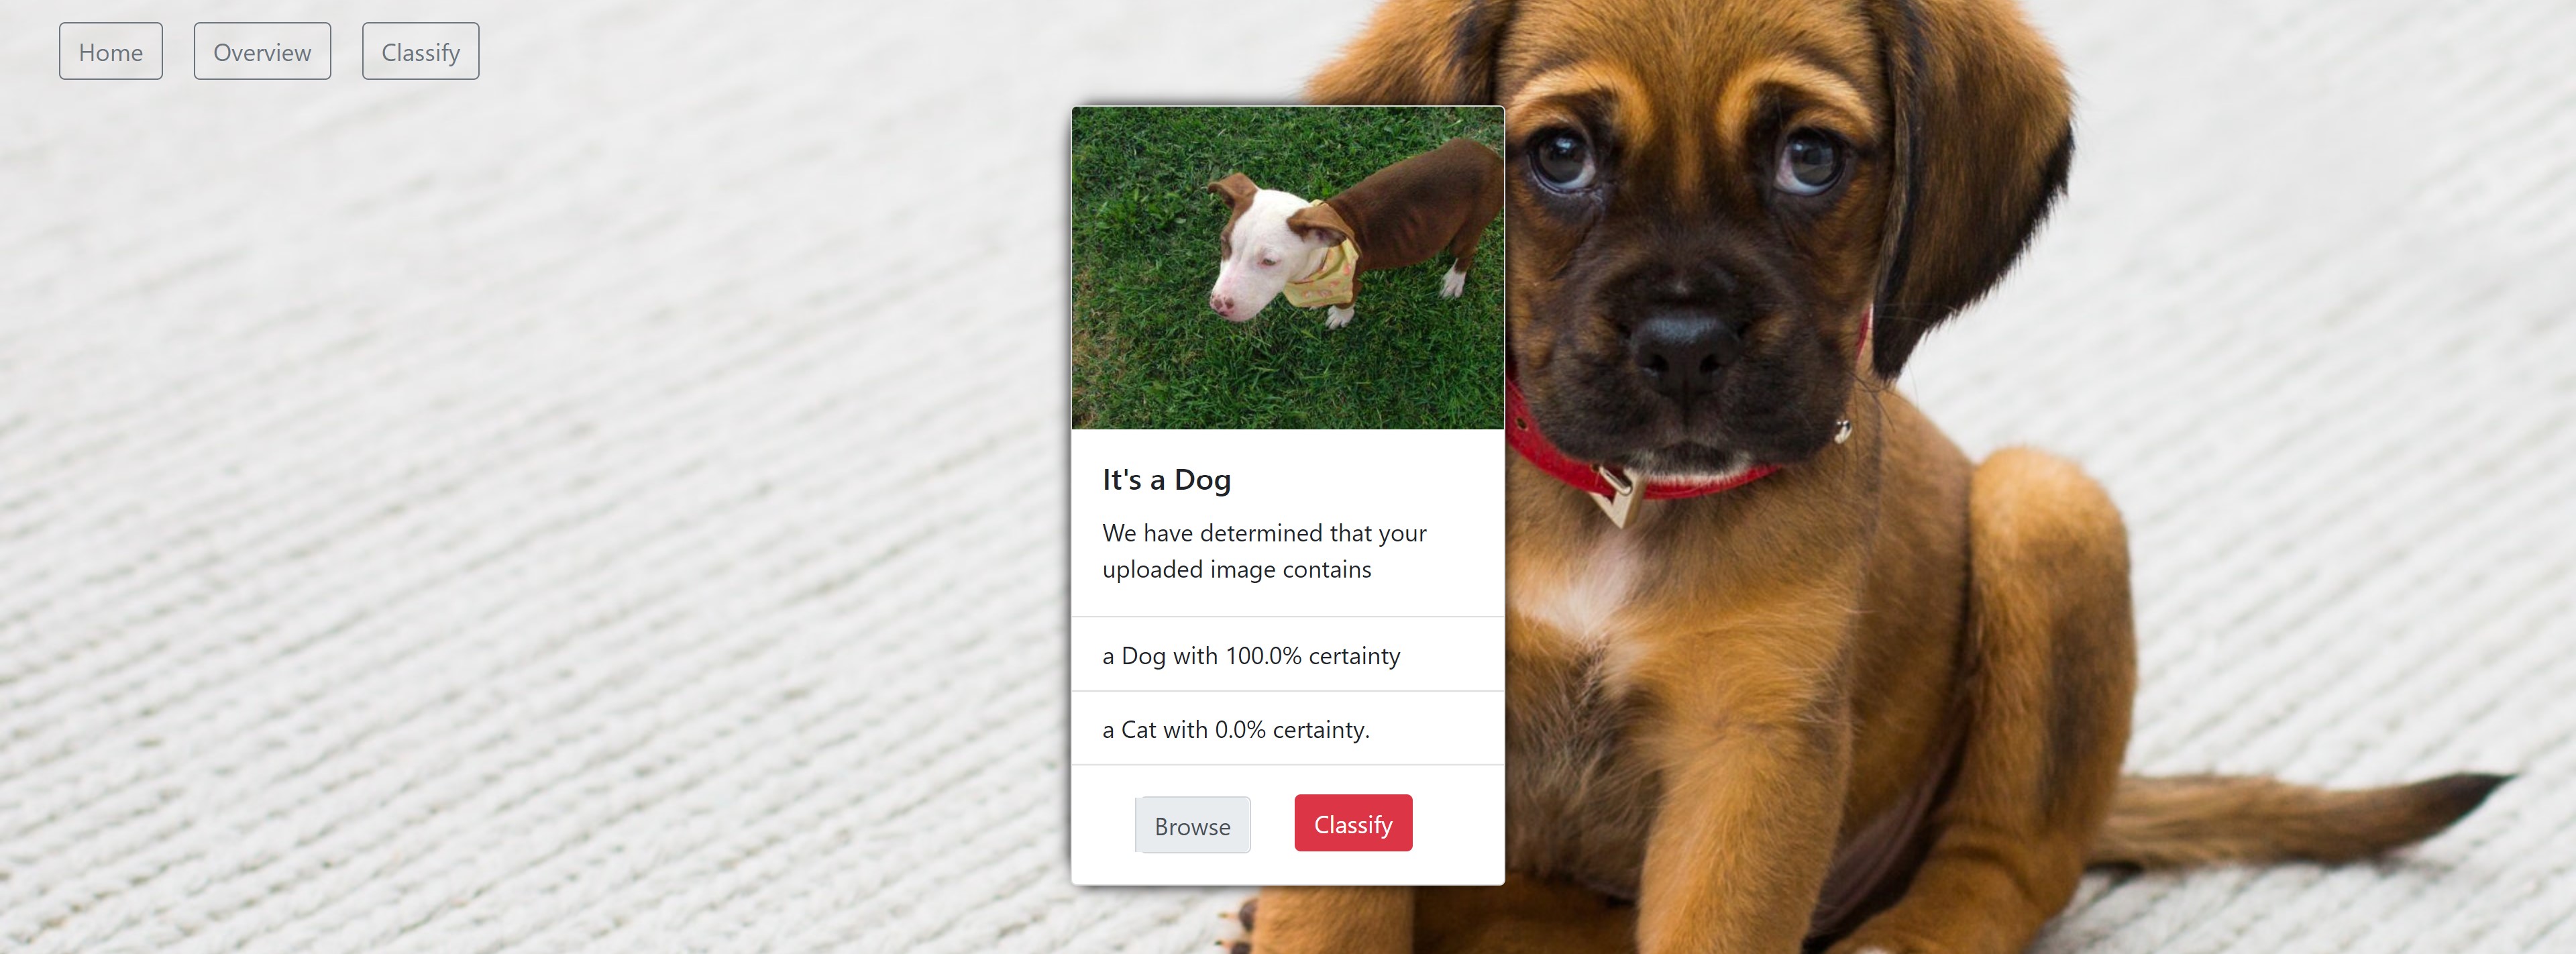 Home Overview Classify
It's a Dog
We have determined that your
uploaded image contains
a Dog with 100.0% certainty
a Cat with 0.0% certainty.
Browse Classify